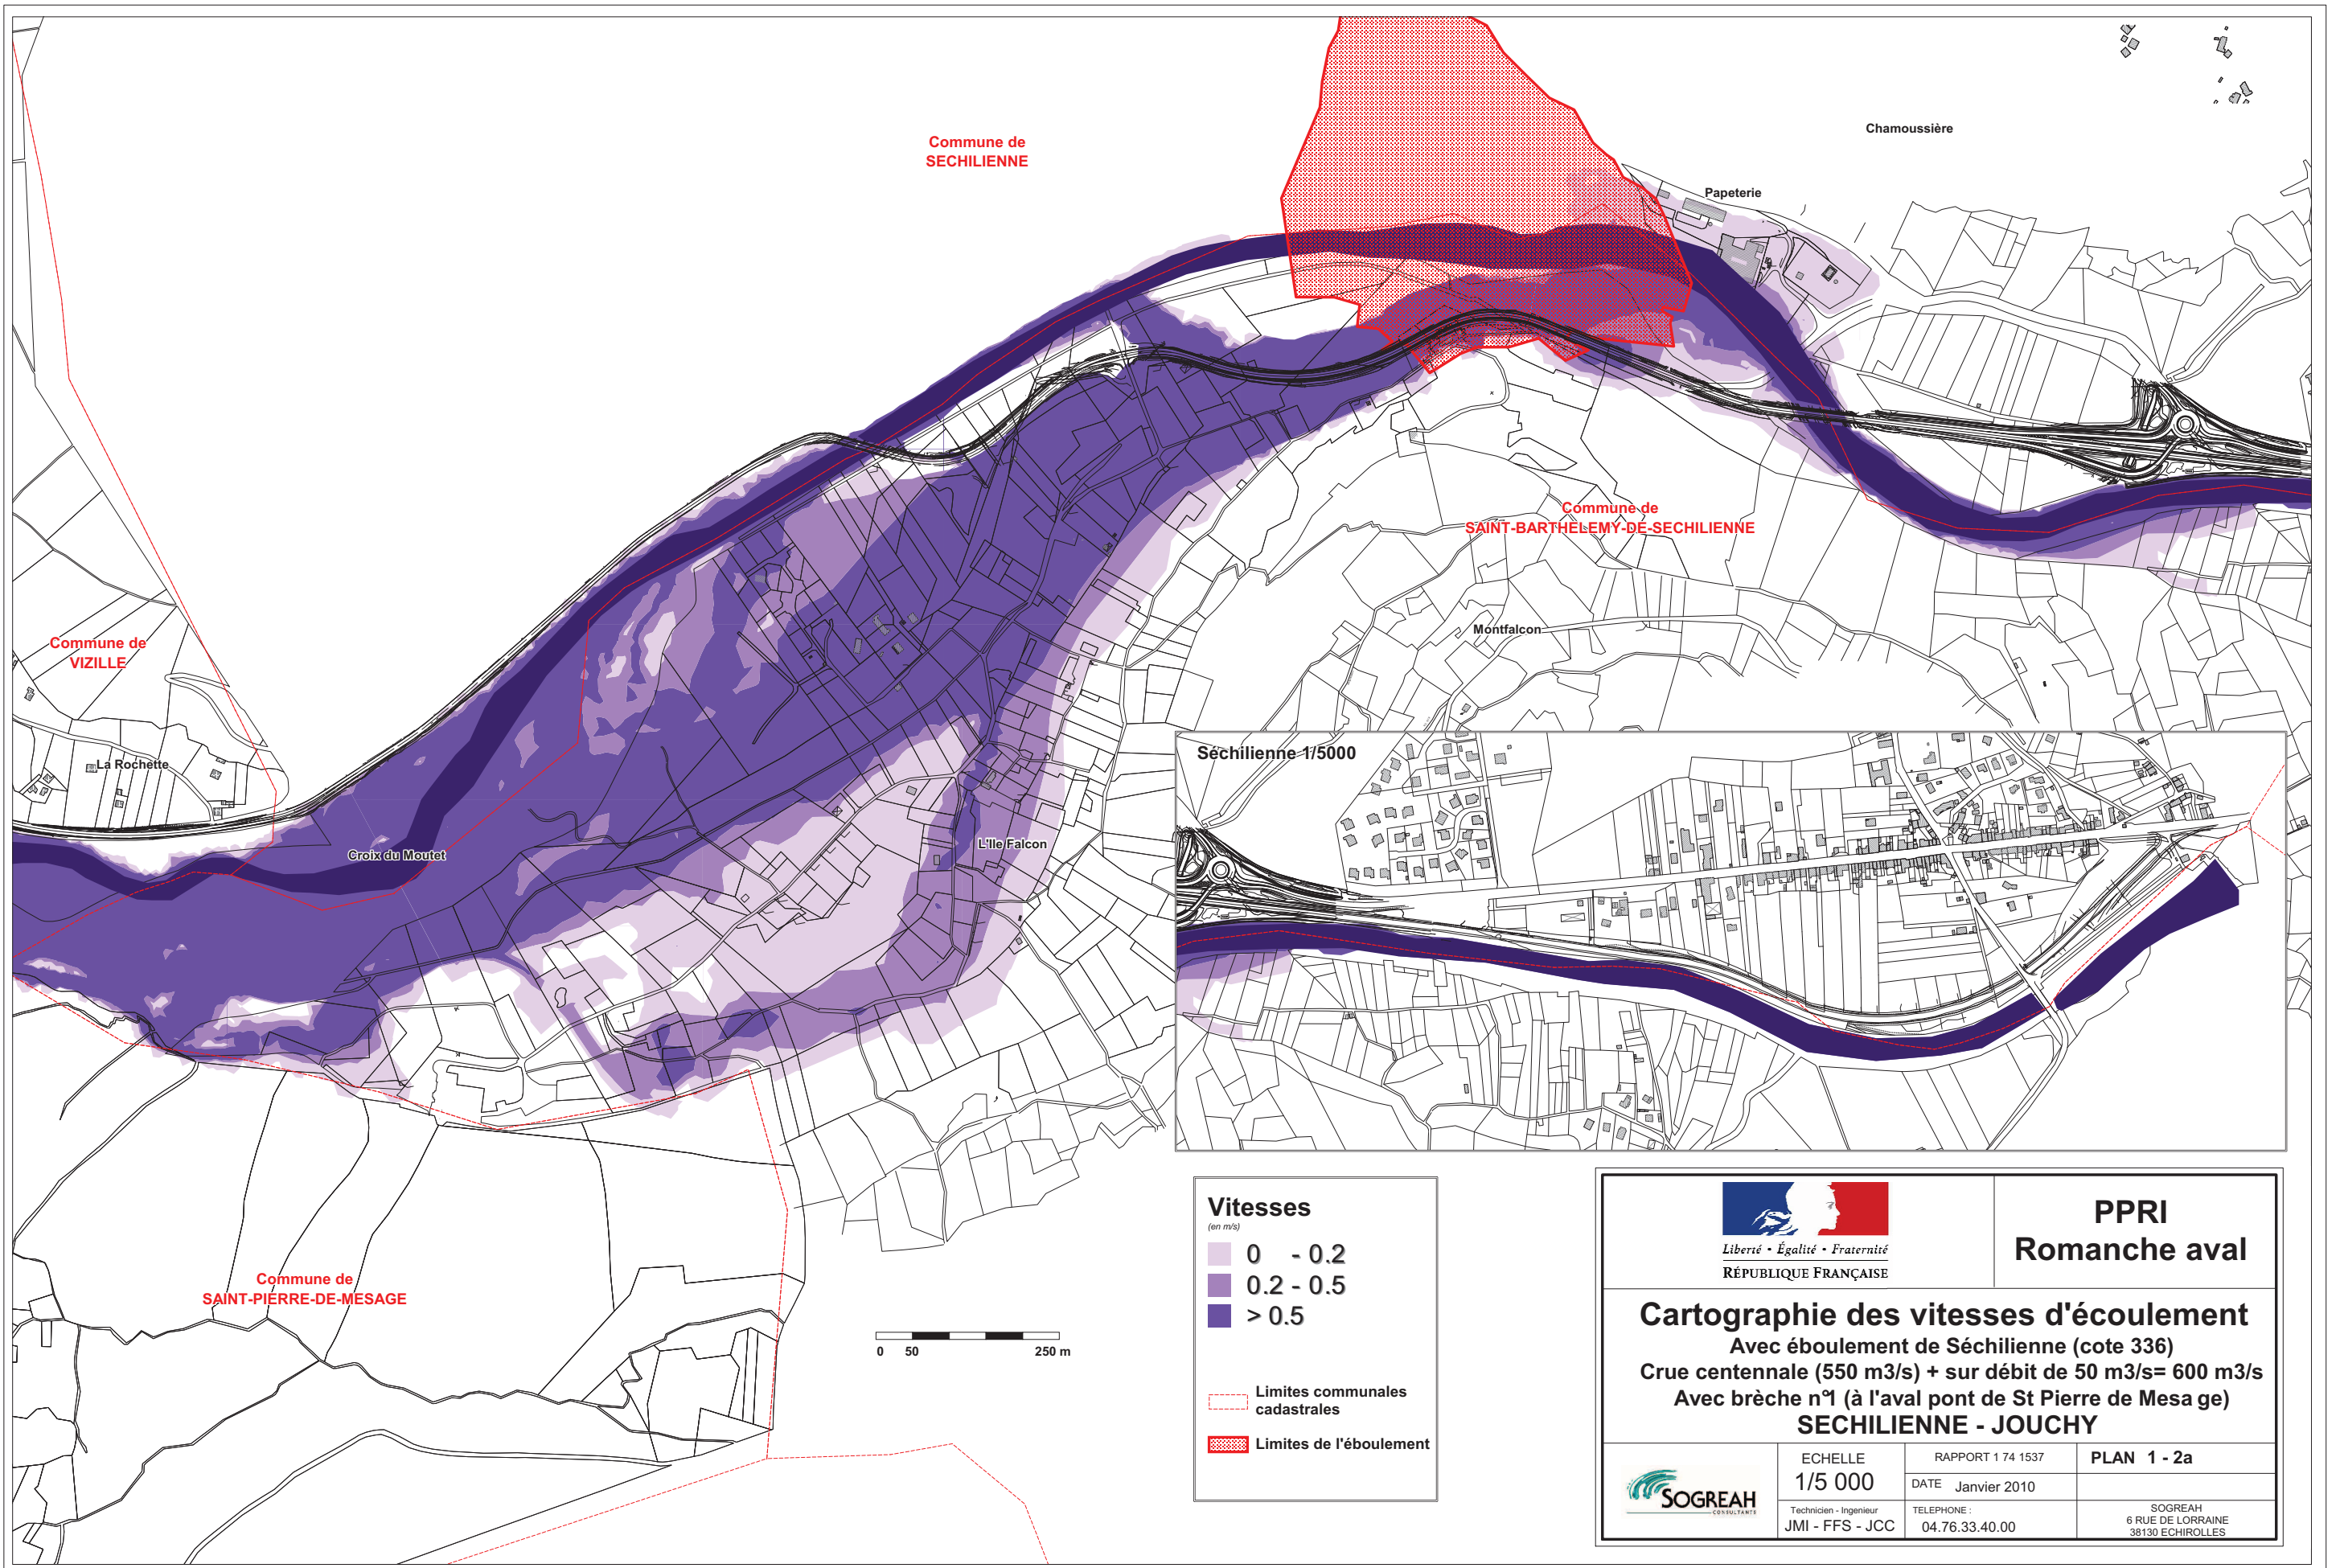 Chamoussière
Commune de
SECHILIENNE
Papeterie
Commune de
SAINT-BARTHELEMY-DE-SECHILIENNE
Montfalcon
Commune de
VIZILLE
La Rochette
Croix du Moutet
L'Ile Falcon
Séchilienne 1/5000
Commune de
SAINT-PIERRE-DE-MESAGE
0 50 250 m
Vitesses
(en m/s)
0 - 0.2
0.2 - 0.5
> 0.5
Limites communales
cadastrales
Limites de l'éboulement
Liberté • Égalité • Fraternité
RÉPUBLIQUE FRANÇAISE
PPRI
Romanche aval
Cartographie des vitesses d'écoulement
Avec éboulement de Séchilienne (cote 336)
Crue centennale (550 m3/s) + sur débit de 50 m3/s= 600 m3/s
Avec brèche n°1 (à l'aval pont de St Pierre de Mesa ge)
SECHILIENNE - JOUCHY
SOGREAH
CONSULTANTS
ECHELLE
1/5 000
Technicien - Ingenieur
JMI - FFS - JCC
RAPPORT 1 74 1537
DATE Janvier 2010
TELEPHONE :
04.76.33.40.00
PLAN 1 - 2a
SOGREAH
6 RUE DE LORRAINE
38130 ECHIROLLES